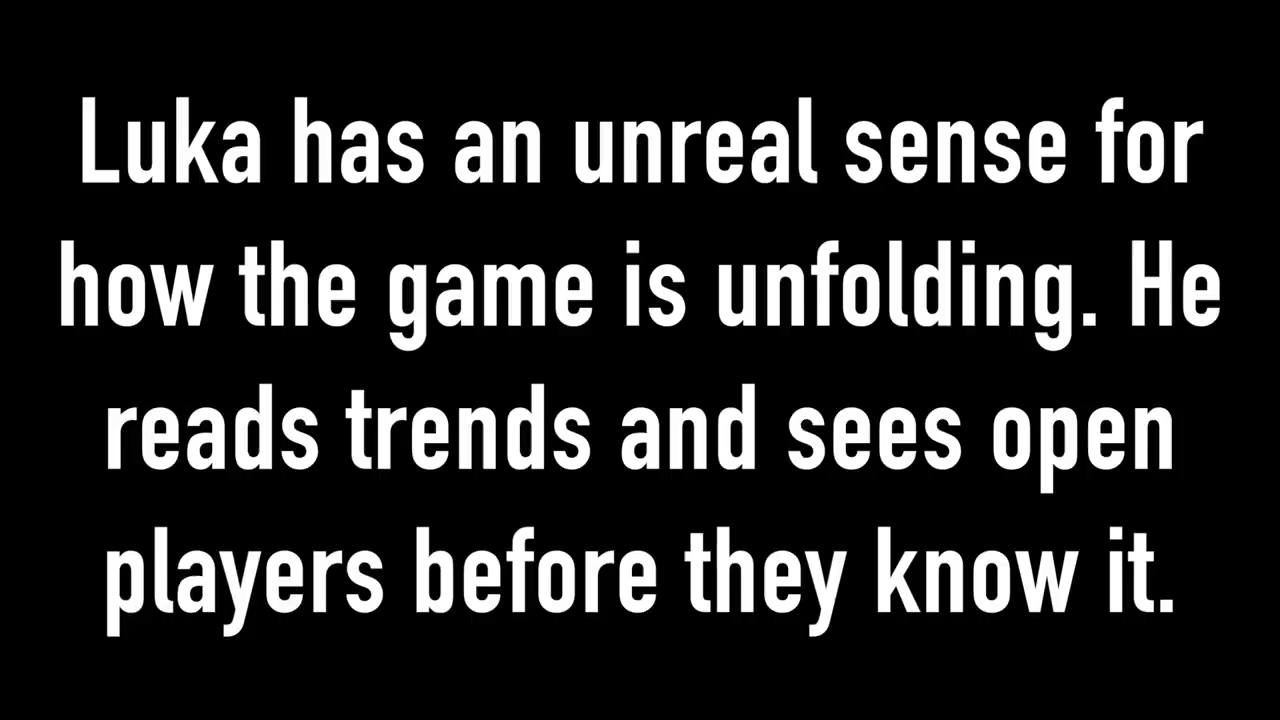 Luka has an unreal sense for
how the game is unfolding. He
reads trends and sees open
players before they know it.